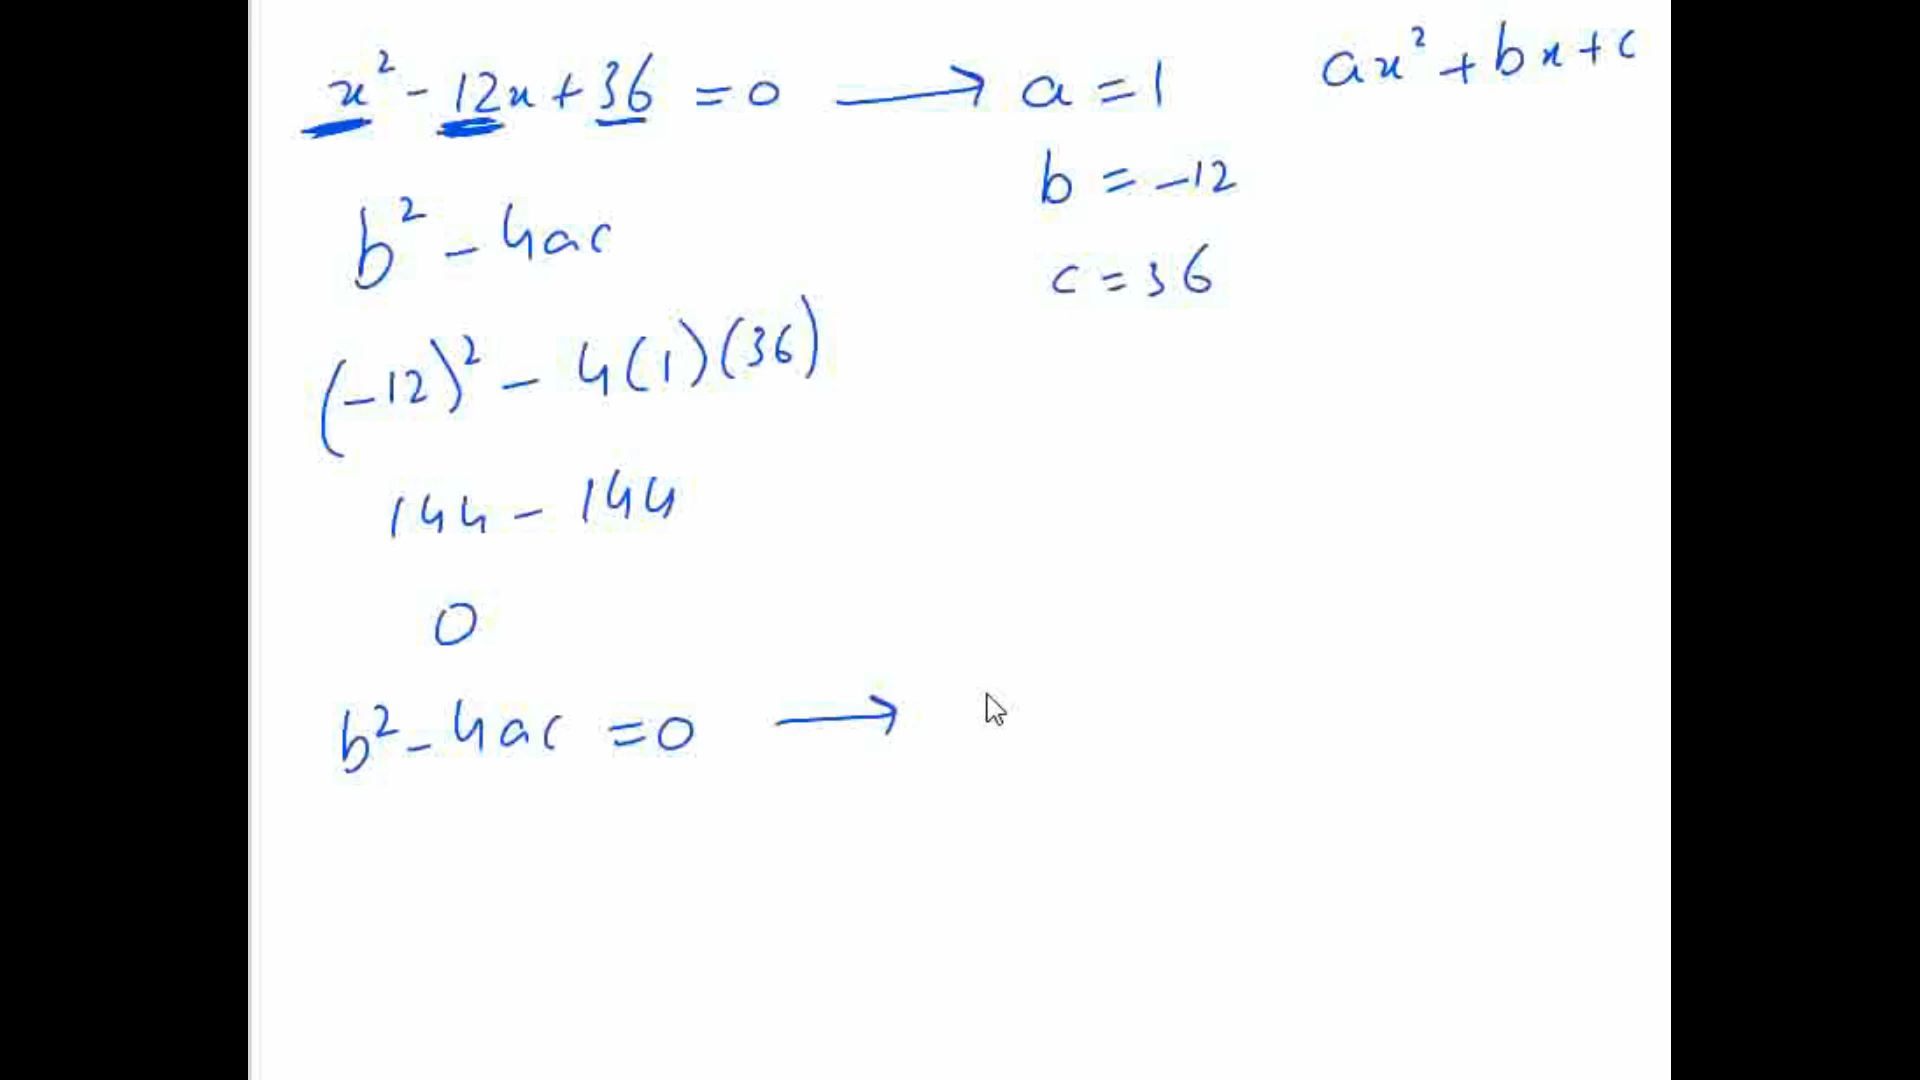 x² - 12x + 36 = 0 → a = 1 ax² + bx + c
b = -12
b² - 4ac
c = 36
(-12)² - 4(1)(36)
144 - 144
0
b² - 4ac = 0 →